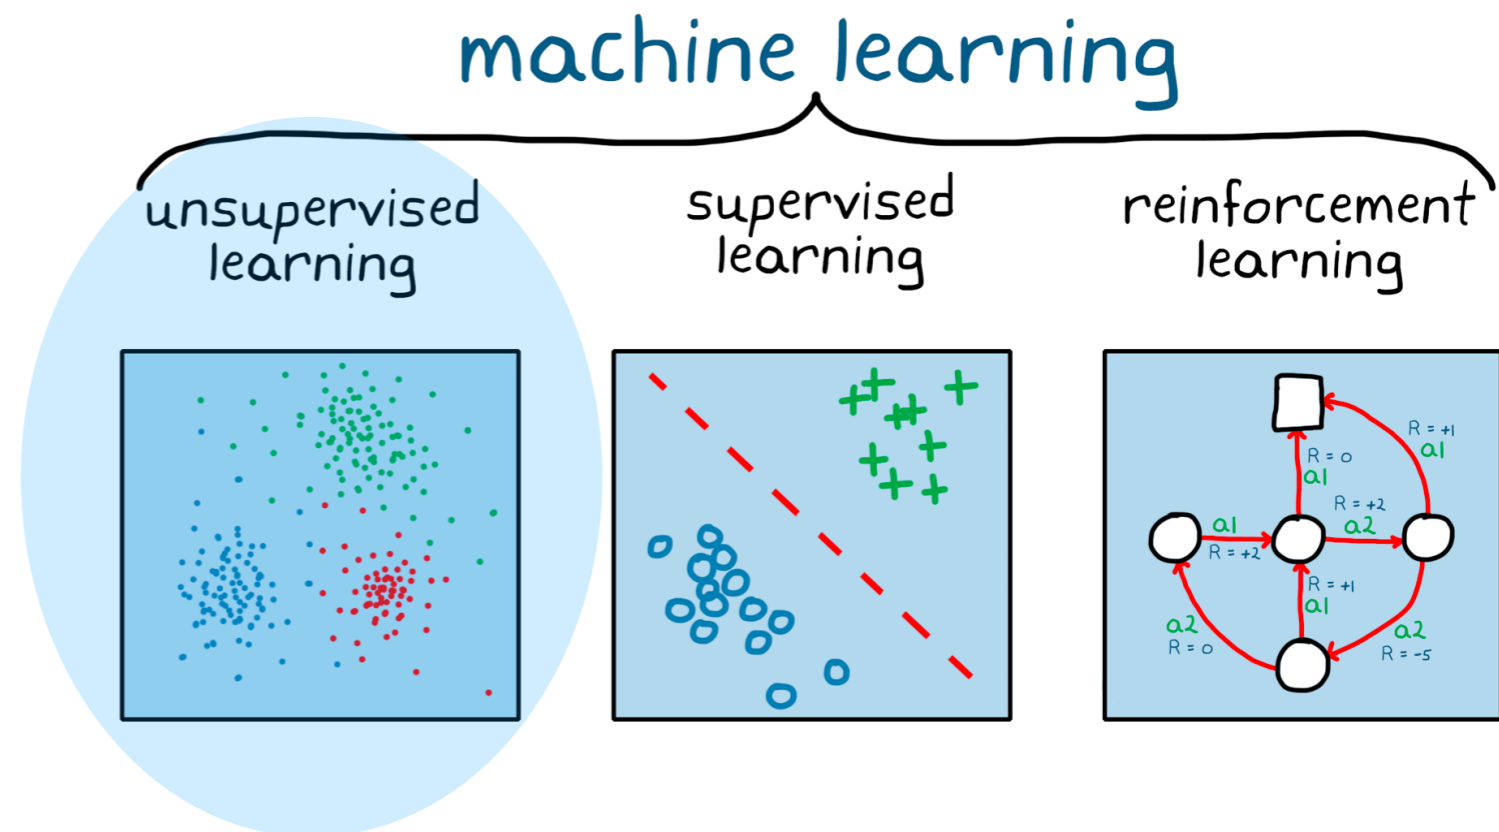 machine learning
unsupervised
learning
supervised
learning
reinforcement
learning
R = +1
a1
R = 0
a1
R = +2
a2
a1
R = +2
R = +1
a1
a2
R = 0
a2
R = -5